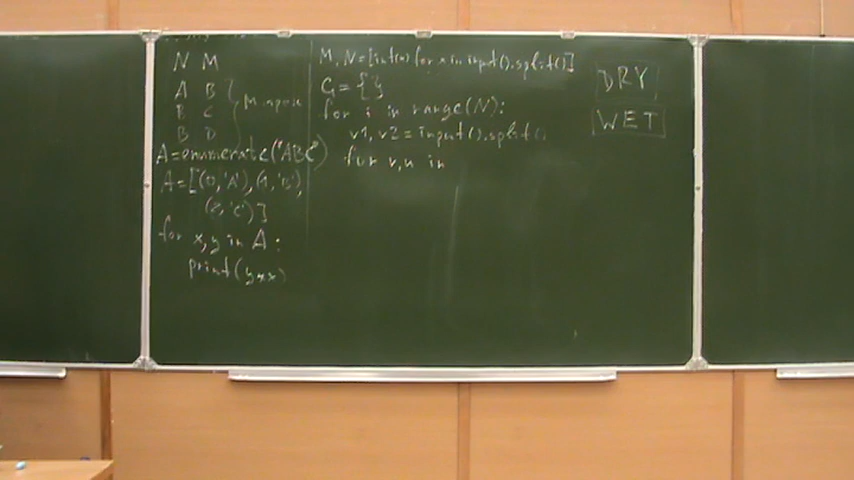 N M
A B
B C
B D
M строк
A=enumerate("ABC")
A=[(0,'A'),(1,'B'),
(2,'C')]
for x,y in A:
print(y*x)
M,N=[int(x) for x in input().split()]
G={}
for i in range(N):
v1,v2=input().split()
for v,u in
DRY
WET